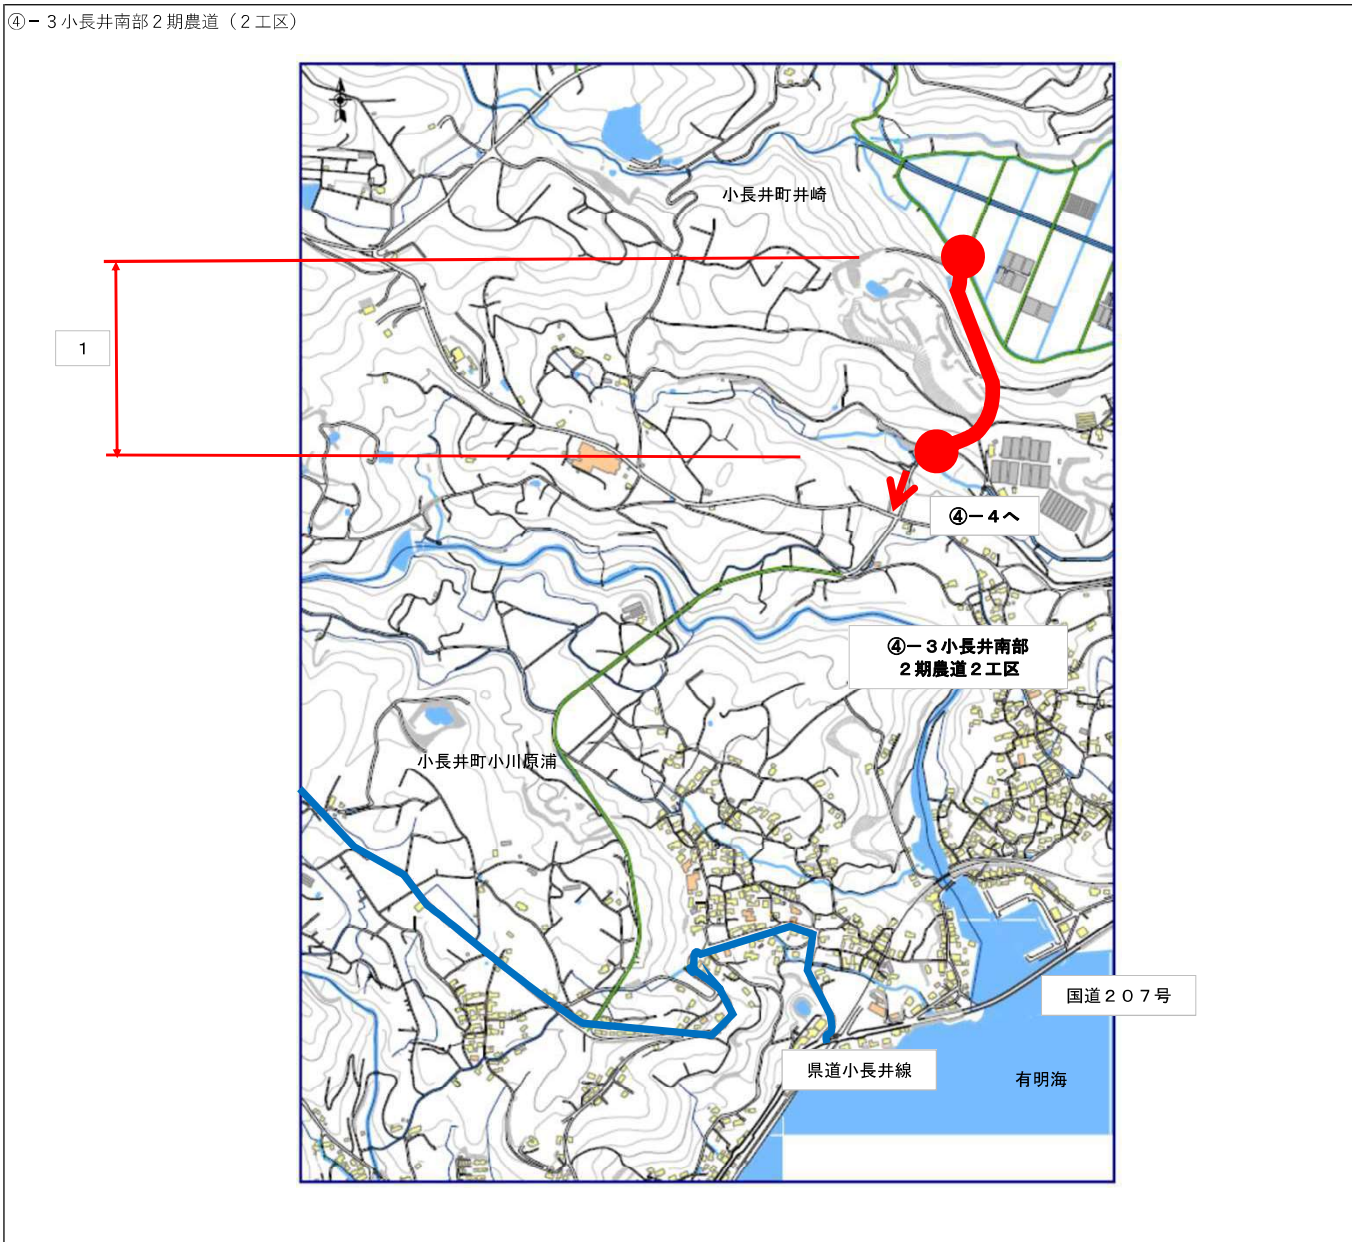 ④－３小長井南部２期農道（２工区）
小長井町井崎
１
④－４へ
④－３小長井南部
２期農道２工区
小長井町小川原浦
国道２０７号
県道小長井線
有明海